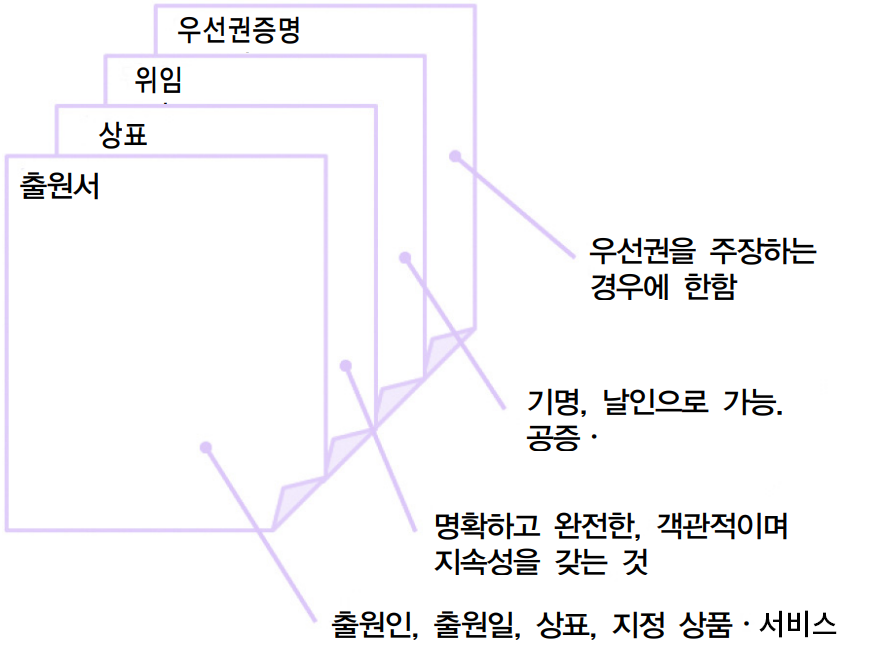 우선권증명
위임
상표
출원서
우선권을 주장하는
경우에 한함
기명, 날인으로 가능.
공증 ·
명확하고 완전한, 객관적이며
지속성을 갖는 것
출원인, 출원일, 상표, 지정 상품 · 서비스